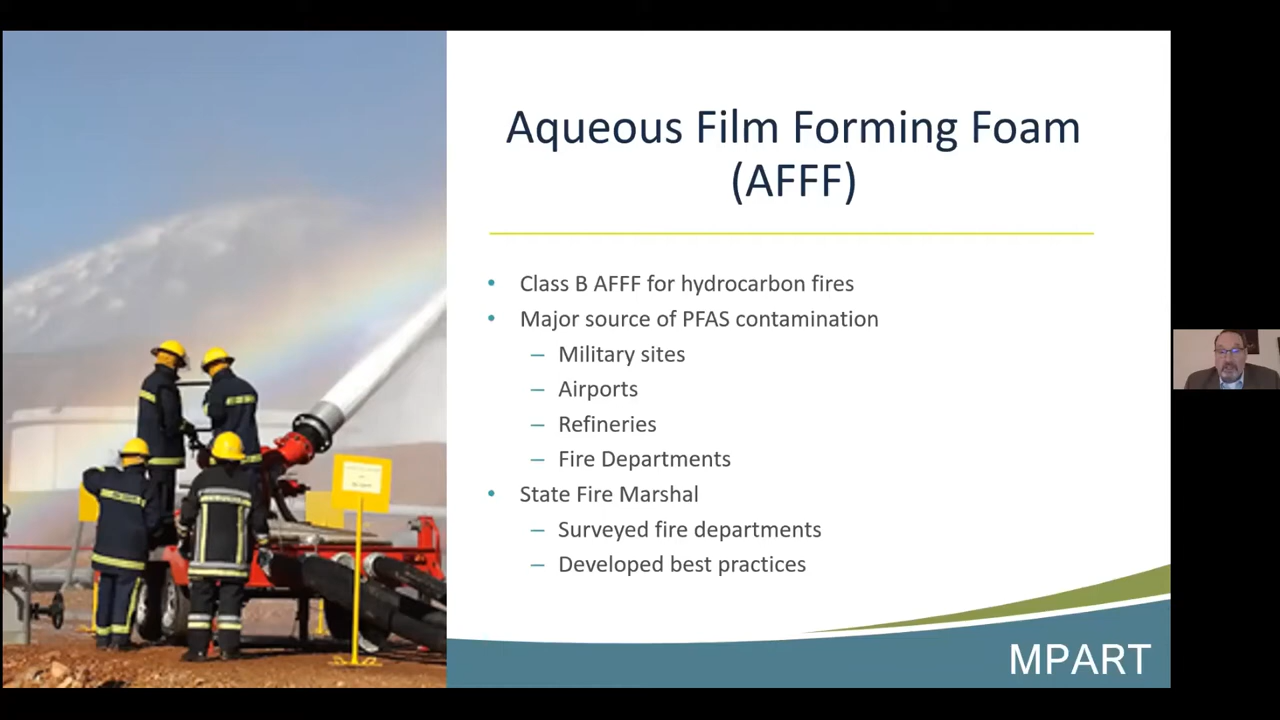 Aqueous Film Forming Foam
(AFFF)
• Class B AFFF for hydrocarbon fires
• Major source of PFAS contamination
– Military sites
– Airports
– Refineries
– Fire Departments
• State Fire Marshal
– Surveyed fire departments
– Developed best practices
MPART